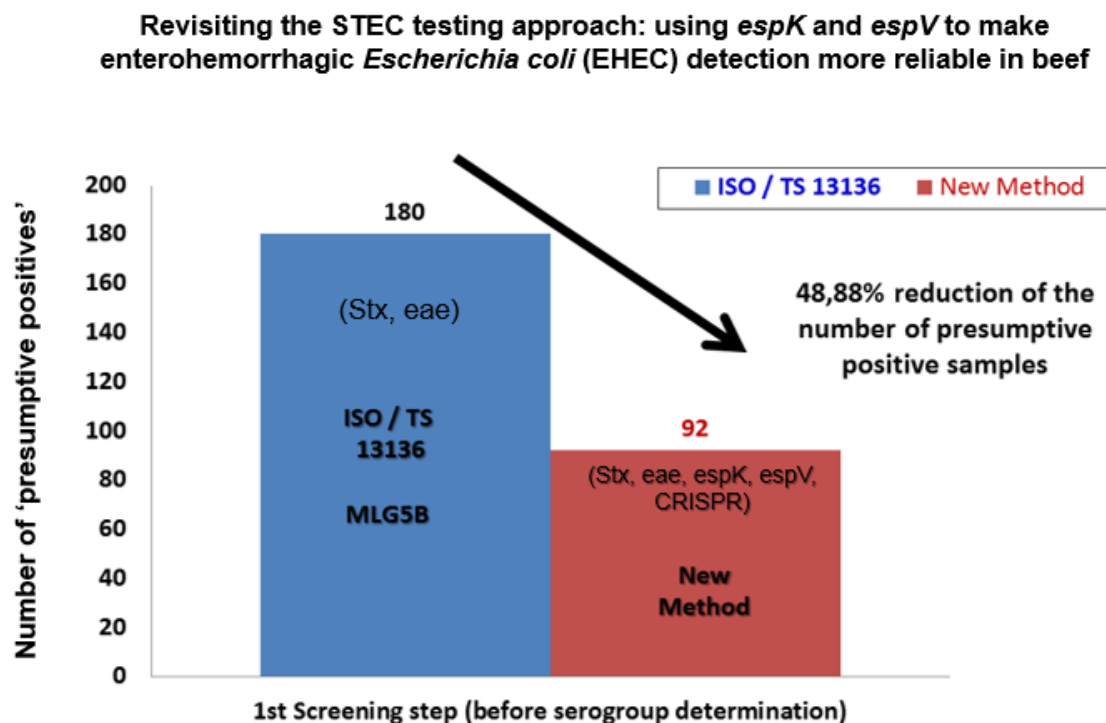 Revisiting the STEC testing approach: using espK and espV to make
enterohemorrhagic Escherichia coli (EHEC) detection more reliable in beef
ISO / TS 13136 New Method
Number of ‘presumptive positives’
200
180
160
140
120
100
80
60
40
20
0
180
(Stx, eae)
ISO / TS
13136
MLG5B
48,88% reduction of the
number of presumptive
positive samples
92
(Stx, eae, espK, espV,
CRISPR)
New
Method
1st Screening step (before serogroup determination)